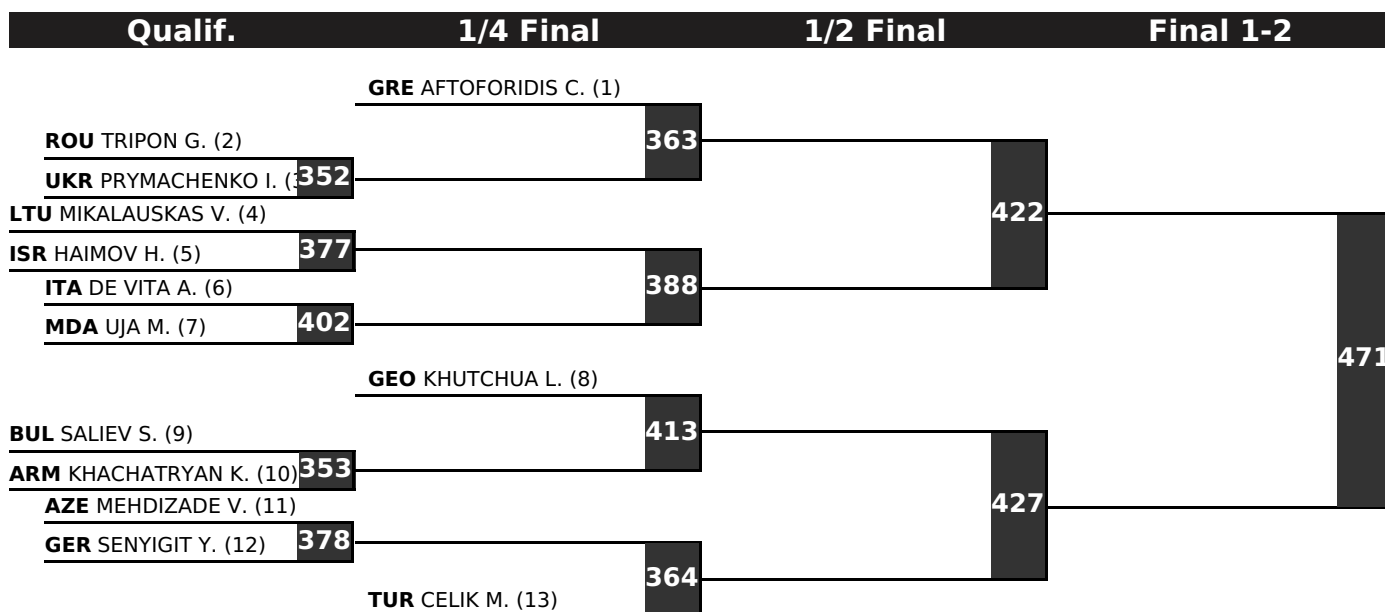 Qualif. 1/4 Final 1/2 Final Final 1-2
GRE AFTOFORIDIS C. (1)
363
ROU TRIPON G. (2)
352
UKR PRYMACHENKO I. (3
LTU MIKALAUSKAS V. (4)
422
ISR HAIMOV H. (5)
377
388
ITA DE VITA A. (6)
MDA UJA M. (7)
402
471
GEO KHUTCHUA L. (8)
413
BUL SALIEV S. (9)
ARM KHACHATRYAN K. (10)
353
427
AZE MEHDIZADE V. (11)
GER SENYIGIT Y. (12)
378
364
TUR CELIK M. (13)